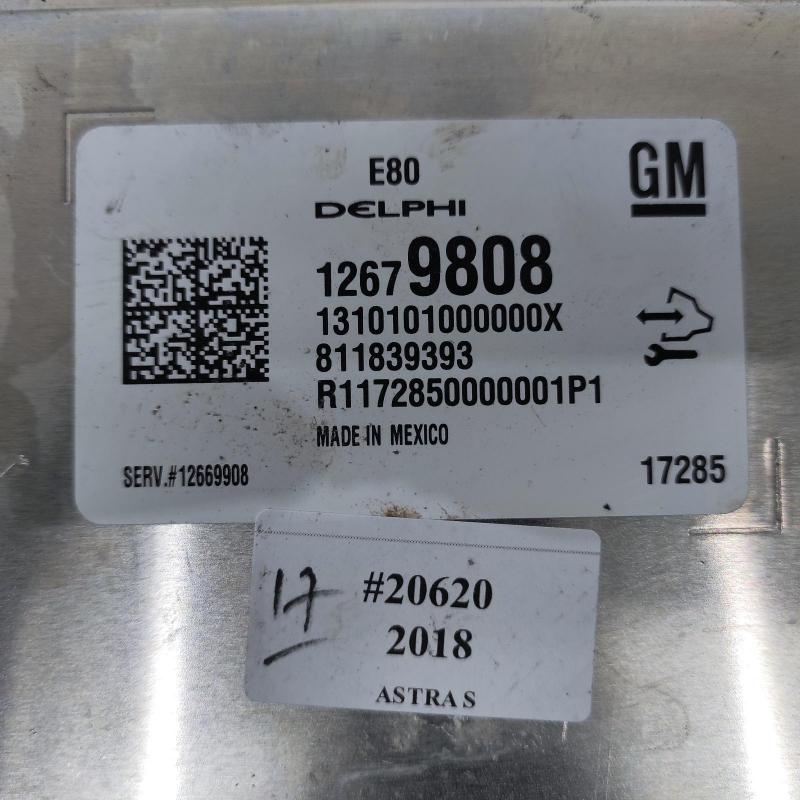 E80
GM
DELPHI
12679808
1310101000000X
811839393
R1172850000001P1
MADE IN MEXICO
SERV.#12669908
17285
17
#20620
2018
ASTRA S